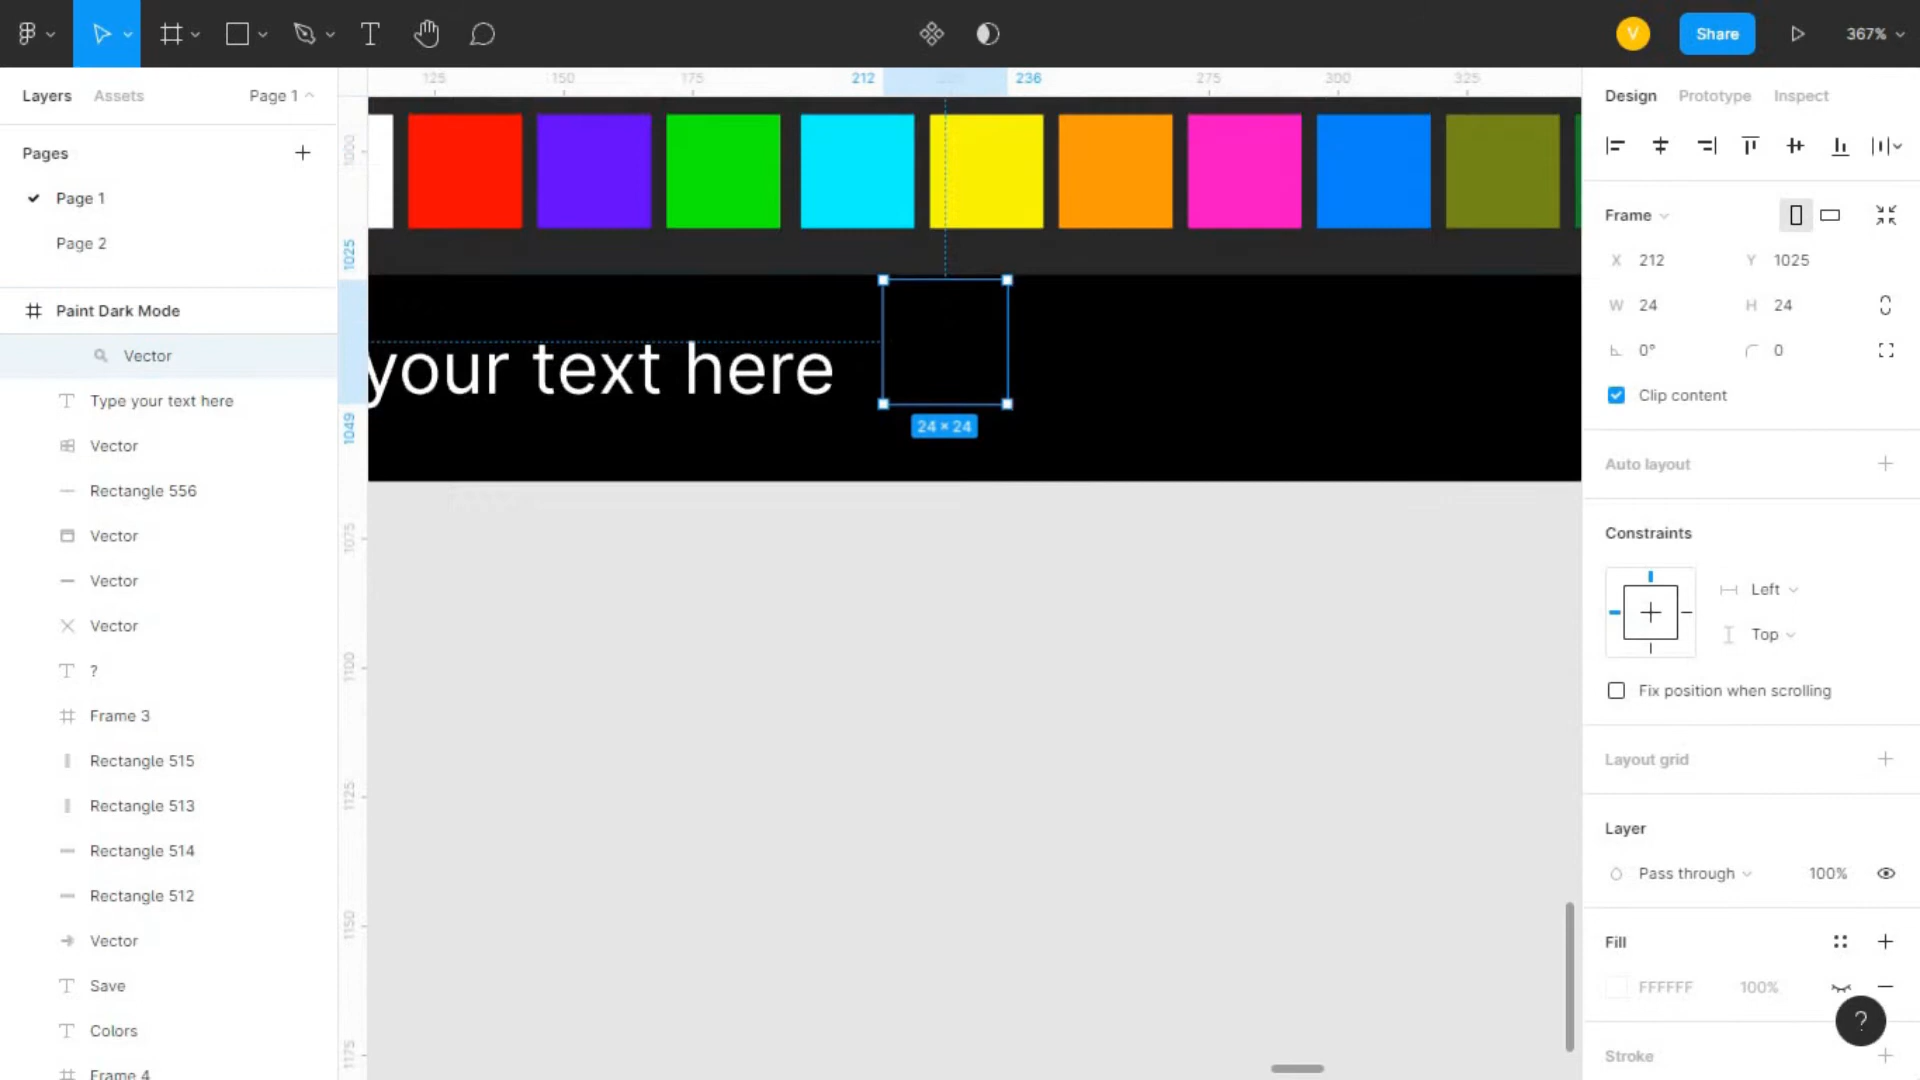 Share
367%
Layers
Assets
Page 1
Pages
Page 1
Page 2
Paint Dark Mode
Vector
Type your text here
Vector
Rectangle 556
Vector
Vector
Vector
?
Frame 3
Rectangle 515
Rectangle 513
Rectangle 514
Rectangle 512
Vector
Save
Colors
Frame 4
125
150
175
212
236
275
300
325
1000
1025
1049
1075
1100
1125
1150
1175
your text here
24 × 24
V
Design
Prototype
Inspect
Frame
X 212
Y 1025
W 24
H 24
0°
0
Clip content
Auto layout
Constraints
Left
Top
Fix position when scrolling
Layout grid
Layer
Pass through
100%
Fill
FFFFFF
100%
?
Stroke